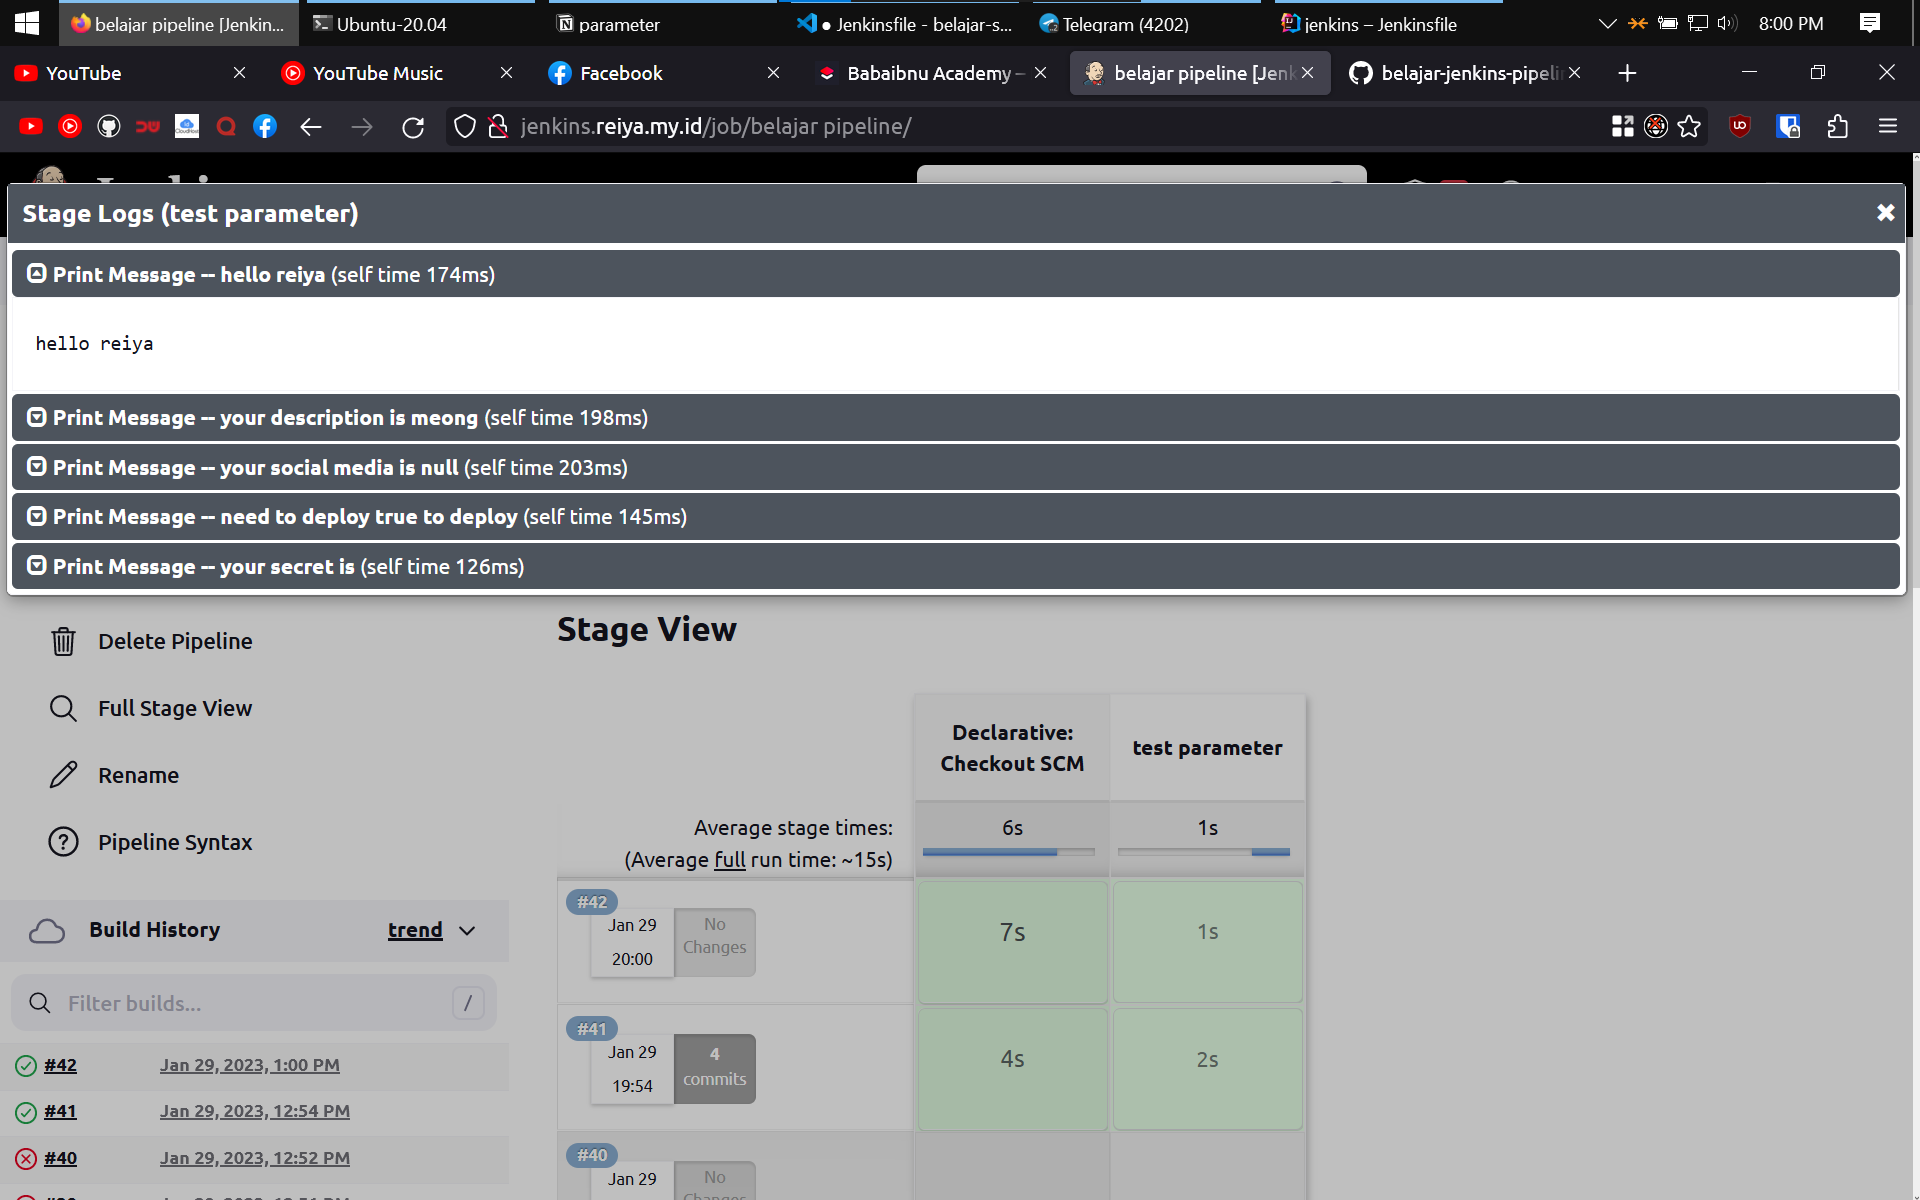 belajar pipeline [Jenkin...
Ubuntu-20.04
parameter
● Jenkinsfile - belajar-s...
Telegram (4202)
jenkins – Jenkinsfile
8:00 PM
YouTube
YouTube Music
Facebook
Babaibnu Academy –
belajar pipeline [Jenk
belajar-jenkins-pipelin
jenkins.reiya.my.id/job/belajar pipeline/
Stage Logs (test parameter)
Print Message -- hello reiya (self time 174ms)
hello reiya
Print Message -- your description is meong (self time 198ms)
Print Message -- your social media is null (self time 203ms)
Print Message -- need to deploy true to deploy (self time 145ms)
Print Message -- your secret is (self time 126ms)
Delete Pipeline
Full Stage View
Rename
Pipeline Syntax
Build History
trend
Filter builds...
/
#42
Jan 29, 2023, 1:00 PM
#41
Jan 29, 2023, 12:54 PM
#40
Jan 29, 2023, 12:52 PM
Stage View
Declarative:
Checkout SCM
test parameter
Average stage times:
(Average full run time: ~15s)
6s
1s
#42
Jan 29
20:00
No
Changes
7s
1s
#41
Jan 29
19:54
4
commits
4s
2s
#40
Jan 29
No
Changes